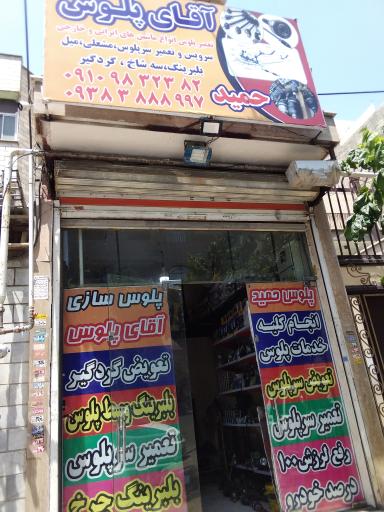 آقای پلوس
تعمیر پلوس انواع ماشین های ایرانی و خارجی
سرویس و تعمیر سرپلوس،مشعلی،میل
بلبرینگ،سه شاخ، گردگیر
۰۹۱۰ ۹۸ ۳۲۳ ۸۲
۰۹۳۸ ۳ ۸۸۸ ۹۹۷
حمید
پلوس سازی
آقای پالوس
تعویض گردگیر
بلبرینگ وسط پلوس
تعمیر سرپلوس
بلبرینگ چرخ
پلوس حمید
انجام کلیه
خدمات پلوس
تعویض سرپلوس
تعمیر سرپلوس
رفع لرزش ۱۰۰
درصد خودرو